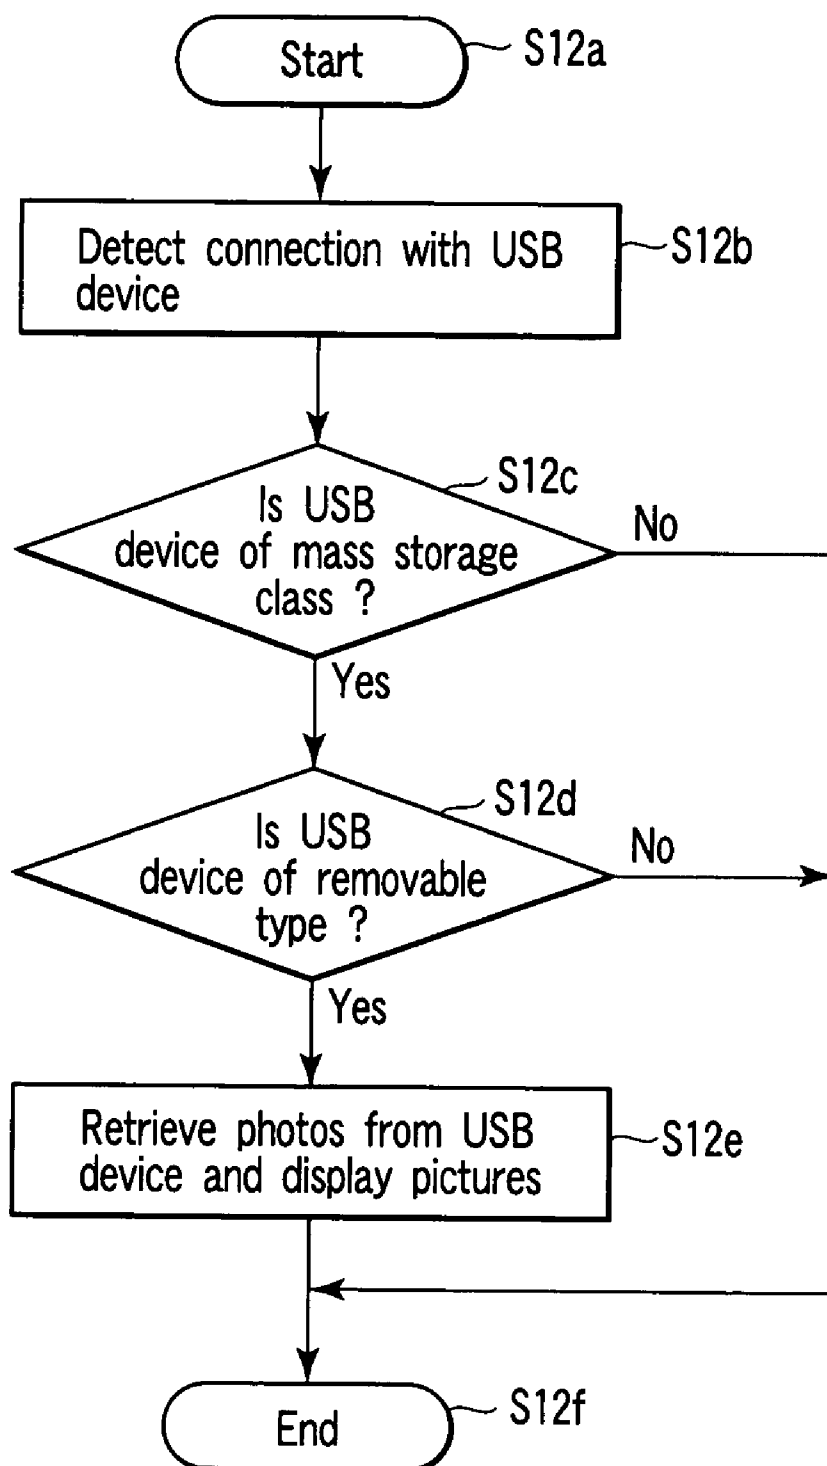 Start
S12a
Detect connection with USB
device
S12b
S12c
Is USB
device of mass storage
class ?
No
Yes
S12d
Is USB
device of removable
type ?
No
Yes
Retrieve photos from USB
device and display pictures
S12e
End
S12f